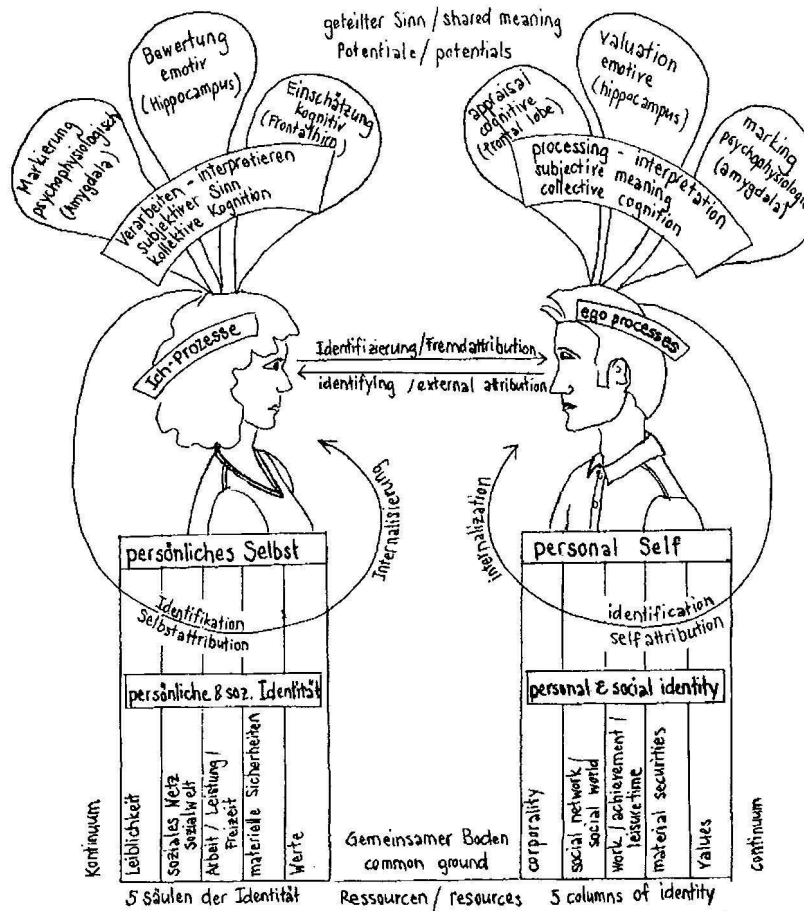 geteilter Sinn / shared meaning
Potentiale / potentials
Bewertung
emotiv
(Hippocampus)
Markierung
psychophysiologisch
(Amygdala)
Einschätzung
kognitiv
Verarbeiten - interpretieren
subjektiver Sinn
kollektive Kognition
appraisal
cognitive
(frontal lobe)
valuation
emotive
(hippocampus)
marking
(amygdala)
processing - interpretation
subjective meaning
collective cognition
Ich-Prozesse
ego processes
Identifizierung/Fremdattribution
identifying / external attribution
Internalisierung
internalization
persönliches Selbst
personal Self
Identifikation
Selbstattribution
identification
self attribution
persönliche & soz. Identität
personal & social identity
Kontinuum
Leiblichkeit
soziales Netz
Sozialwelt
Arbeit / Leistung /
Freizeit
materielle Sicherheiten
Werte
Gemeinsamer Boden
common ground
corporality
social network /
social world
work / achievement /
leisure time
material securities
values
continuum
5 Säulen der Identität
Ressourcen / resources
5 columns of identity